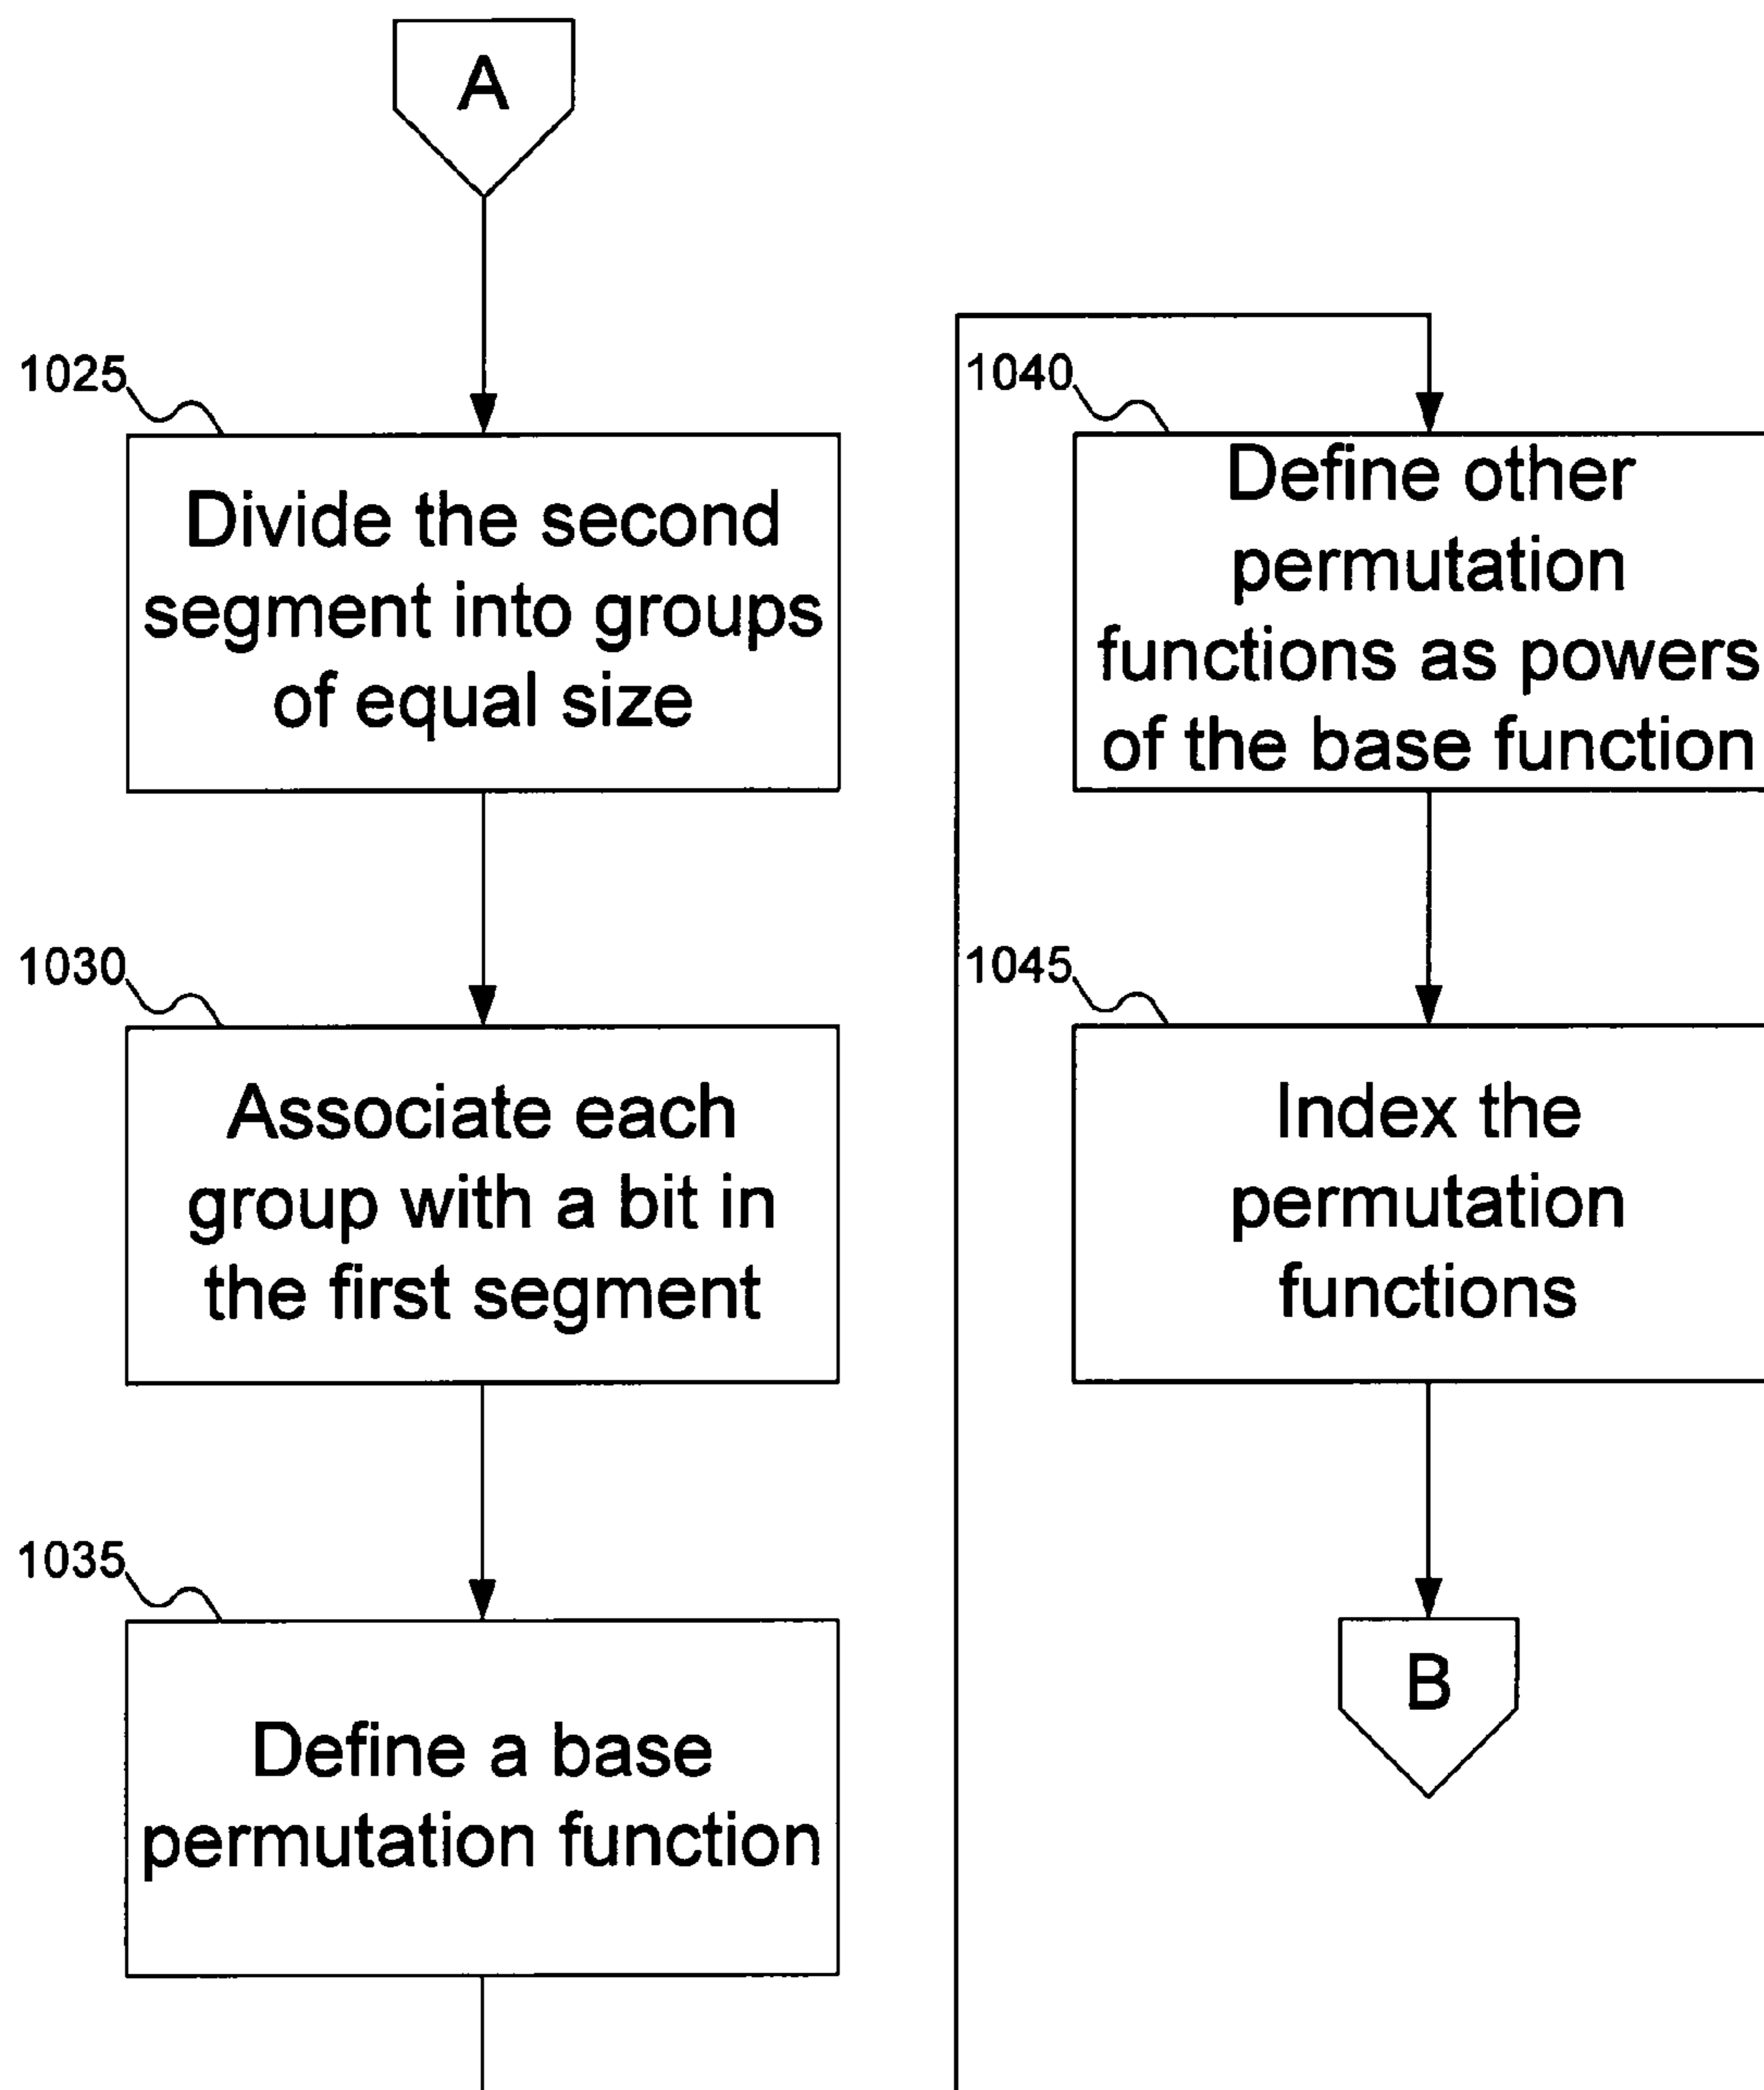 A
1025
Divide the second
segment into groups
of equal size
1030
Associate each
group with a bit in
the first segment
1035
Define a base
permutation function
1040
Define other
permutation
functions as powers
of the base function
1045
Index the
permutation
functions
B